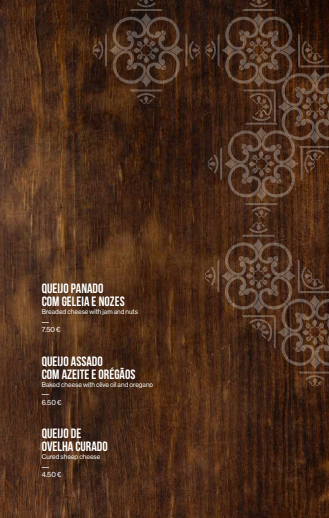 QUEIJO PANADO
COM GELEIA E NOZES
Breaded cheese with jam and nuts
7.50 €
QUEIJO ASSADO
COM AZEITE E ORÉGÃOS
Baked cheese with olive oil and oregano
6.50 €
QUEIJO DE
OVELHA CURADO
Cured sheep cheese
4.50 €